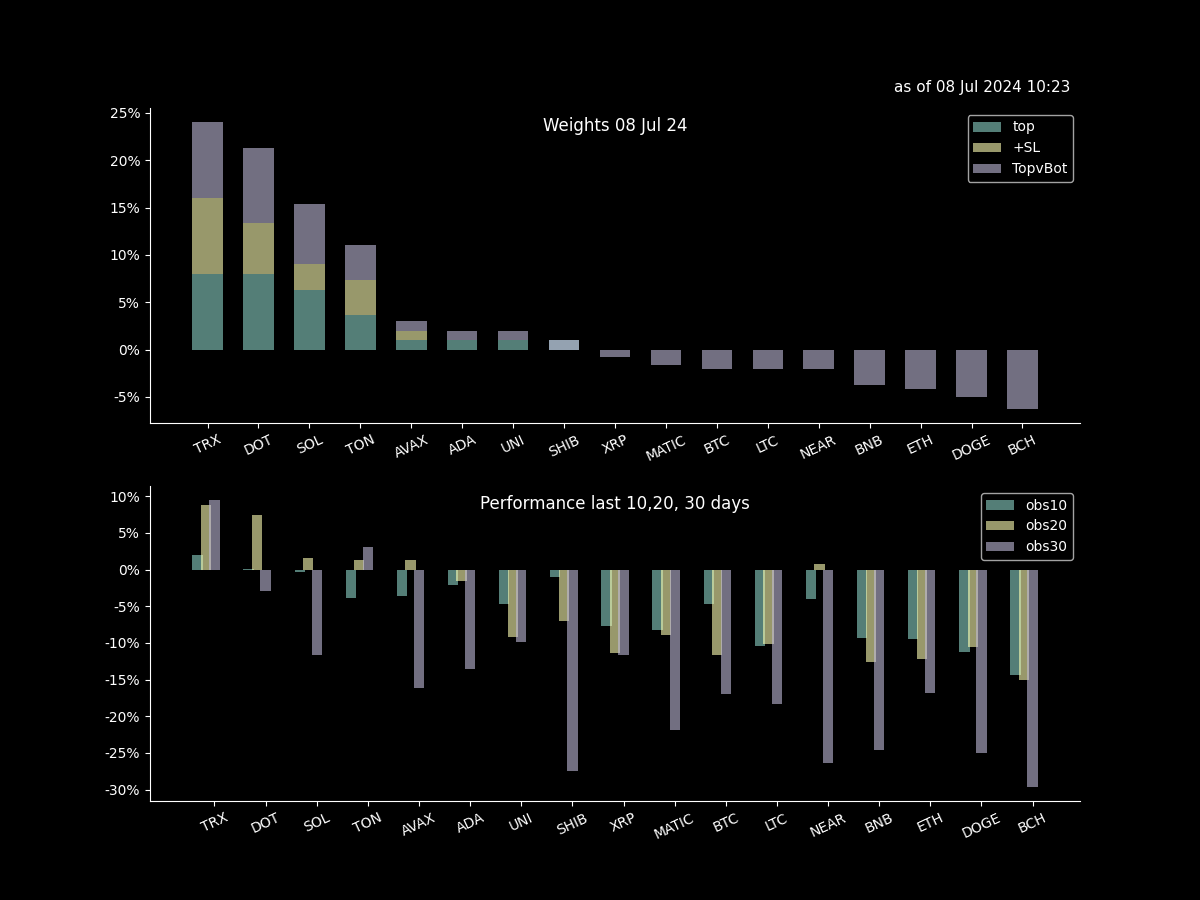 as of 08 Jul 2024 10:23
Weights 08 Jul 24
top
+SL
TopvBot
25%
20%
15%
10%
5%
0%
-5%
TRX DOT SOL TON AVAX ADA UNI SHIB XRP MATIC BTC LTC NEAR BNB ETH DOGE BCH
Performance last 10,20, 30 days
obs10
obs20
obs30
10%
5%
0%
-5%
-10%
-15%
-20%
-25%
-30%
TRX DOT SOL TON AVAX ADA UNI SHIB XRP MATIC BTC LTC NEAR BNB ETH DOGE BCH